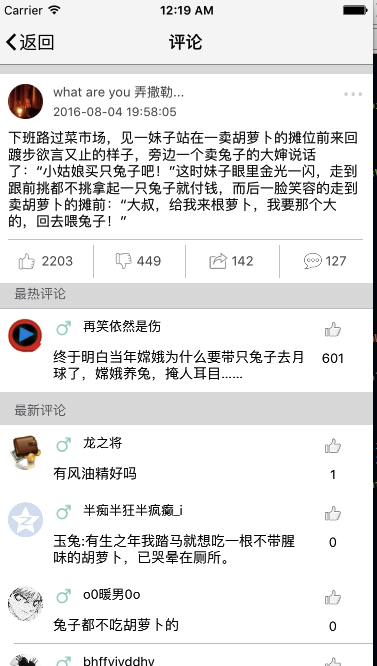 Carrier 12:19 AM
返回 评论
what are you 弄撒勒...
2016-08-04 19:58:05
下班路过菜市场，见一妹子站在一卖胡萝卜的摊位前来回
踱步欲言又止的样子，旁边一个卖兔子的大婶说话
了：“小姑娘买只兔子吧！”这时妹子眼里金光一闪，走到
跟前挑都不挑拿起一只兔子就付钱，而后一脸笑容的走到
卖胡萝卜的摊前：“大叔，给我来根萝卜，我要那个大
的，回去喂兔子！”
2203 449 142 127
最热评论
再笑依然是伤
终于明白当年嫦娥为什么要带只兔子去月
球了，嫦娥养兔，掩人耳目……
601
最新评论
龙之将
有风油精好吗
1
半痴半狂半疯癫_i
玉兔:有生之年我踏马就想吃一根不带腥
味的胡萝卜，已哭晕在厕所。
0
o0暖男0o
兔子都不吃胡萝卜的
0
bhffvivddhv